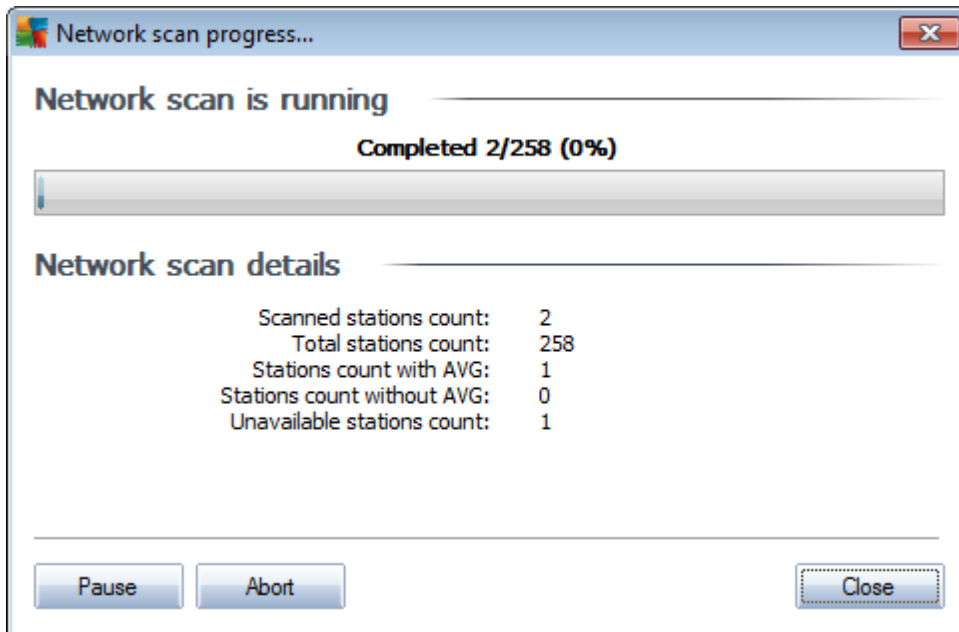 Network scan progress...
Network scan is running
Completed 2/258 (0%)
Network scan details
Scanned stations count: 2
Total stations count: 258
Stations count with AVG: 1
Stations count without AVG: 0
Unavailable stations count: 1
Pause Abort Close